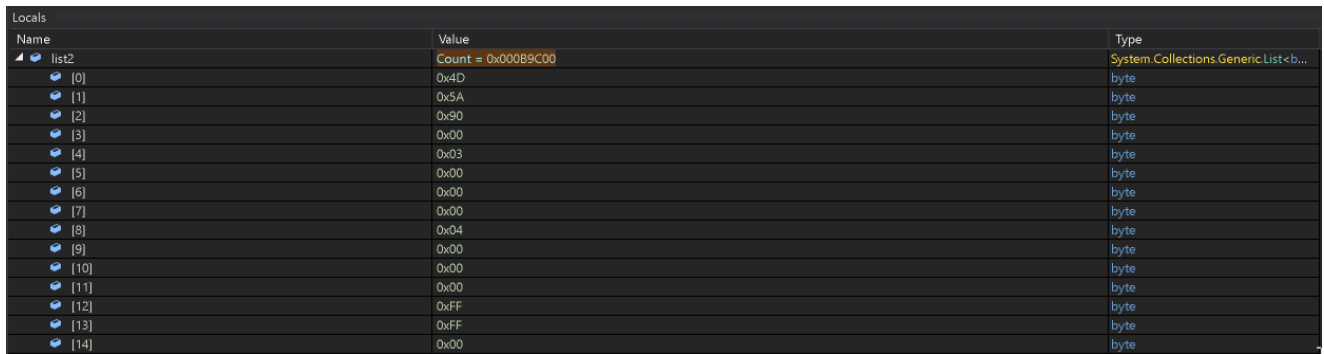 Locals
Name Value Type
list2 Count = 0x000B9C00 System.Collections.Generic.List<b...
[0] 0x4D byte
[1] 0x5A byte
[2] 0x90 byte
[3] 0x00 byte
[4] 0x03 byte
[5] 0x00 byte
[6] 0x00 byte
[7] 0x00 byte
[8] 0x04 byte
[9] 0x00 byte
[10] 0x00 byte
[11] 0x00 byte
[12] 0xFF byte
[13] 0xFF byte
[14] 0x00 byte